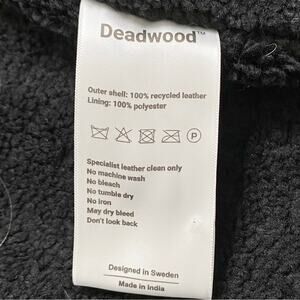 Deadwood™
Outer shell: 100% recycled leather
Lining: 100% polyester
P
Specialist leather clean only
No machine wash
No bleach
No tumble dry
No iron
May dry bleed
Don't look back
Designed in Sweden
Made in India